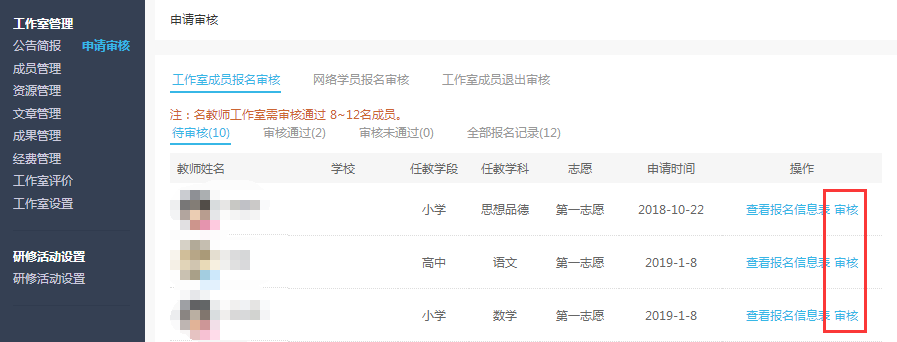 工作室管理
公告简报 申请审核
成员管理
资源管理
文章管理
成果管理
经费管理
工作室评价
工作室设置
研修活动设置
研修活动设置
申请审核
工作室成员报名审核 网络学员报名审核 工作室成员退出审核
注：名教师工作室需审核通过 8~12名成员。
待审核(10) 审核通过(2) 审核未通过(0) 全部报名记录(12)
教师姓名 学校 任教学段 任教学科 志愿 申请时间 操作
小学 思想品德 第一志愿 2018-10-22 查看报名信息表 审核
高中 语文 第一志愿 2019-1-8 查看报名信息表 审核
小学 数学 第一志愿 2019-1-8 查看报名信息表 审核